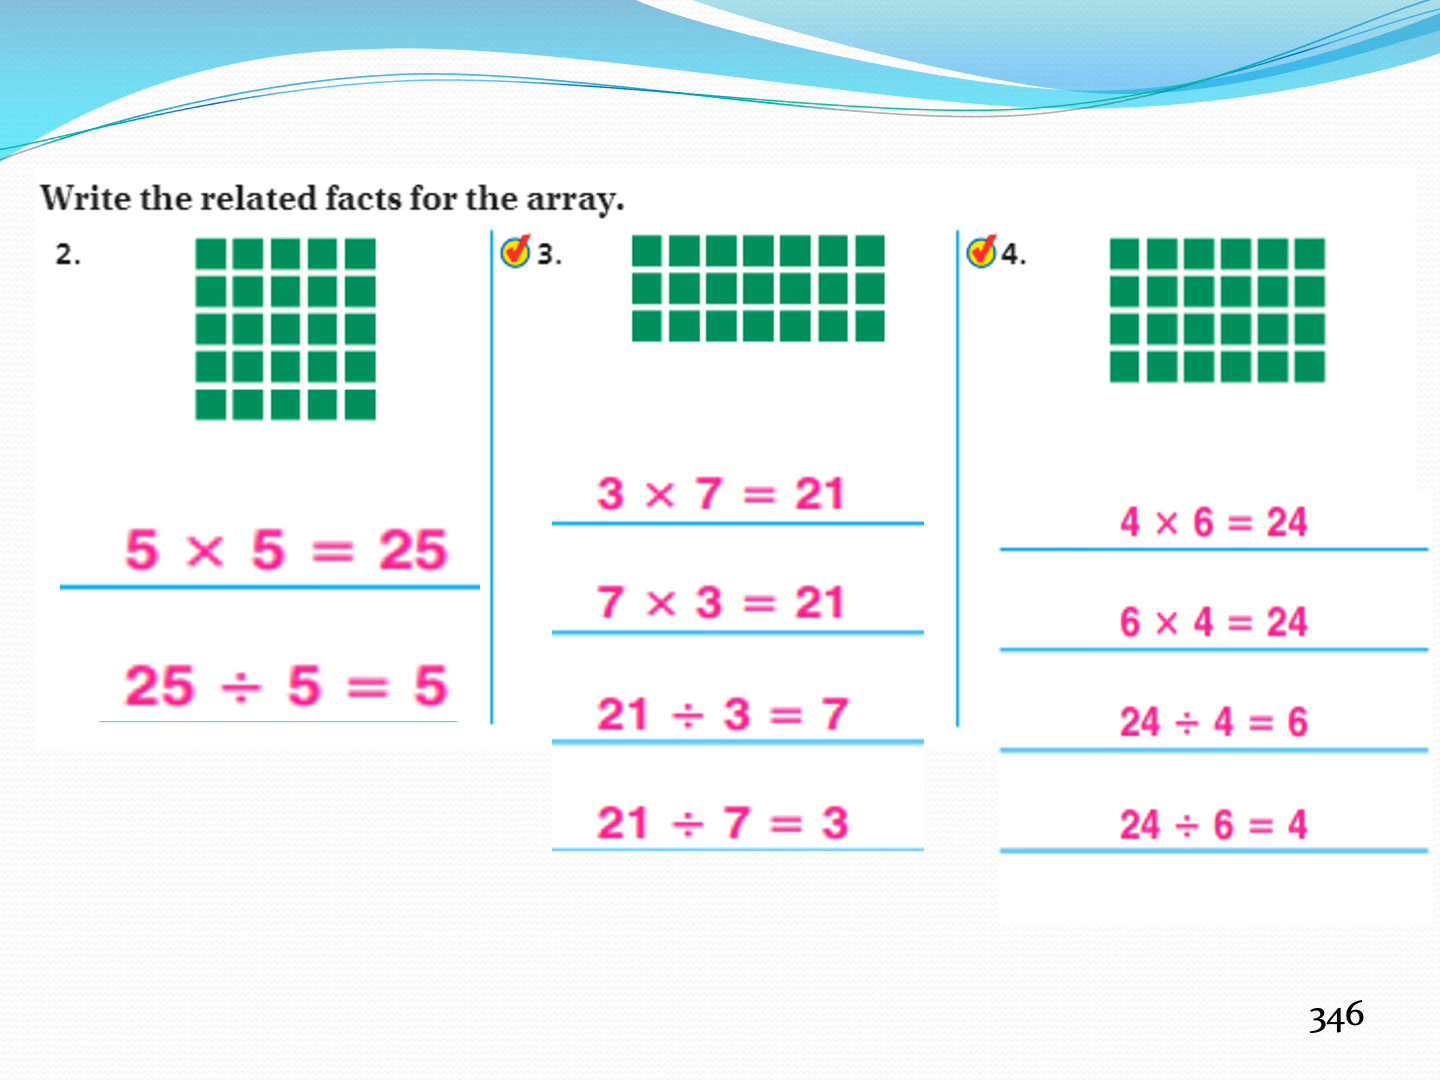 Write the related facts for the array.
2.
5 × 5 = 25
25 ÷ 5 = 5
3.
3 × 7 = 21
7 × 3 = 21
21 ÷ 3 = 7
21 ÷ 7 = 3
4.
4 × 6 = 24
6 × 4 = 24
24 ÷ 4 = 6
24 ÷ 6 = 4
346